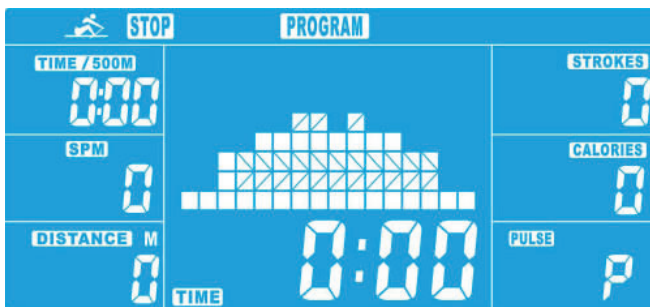 STOP PROGRAM
TIME/500M
0:00
STROKES
0
SPM
0
CALORIES
0
DISTANCE M
0
TIME 0:00
PULSE
P